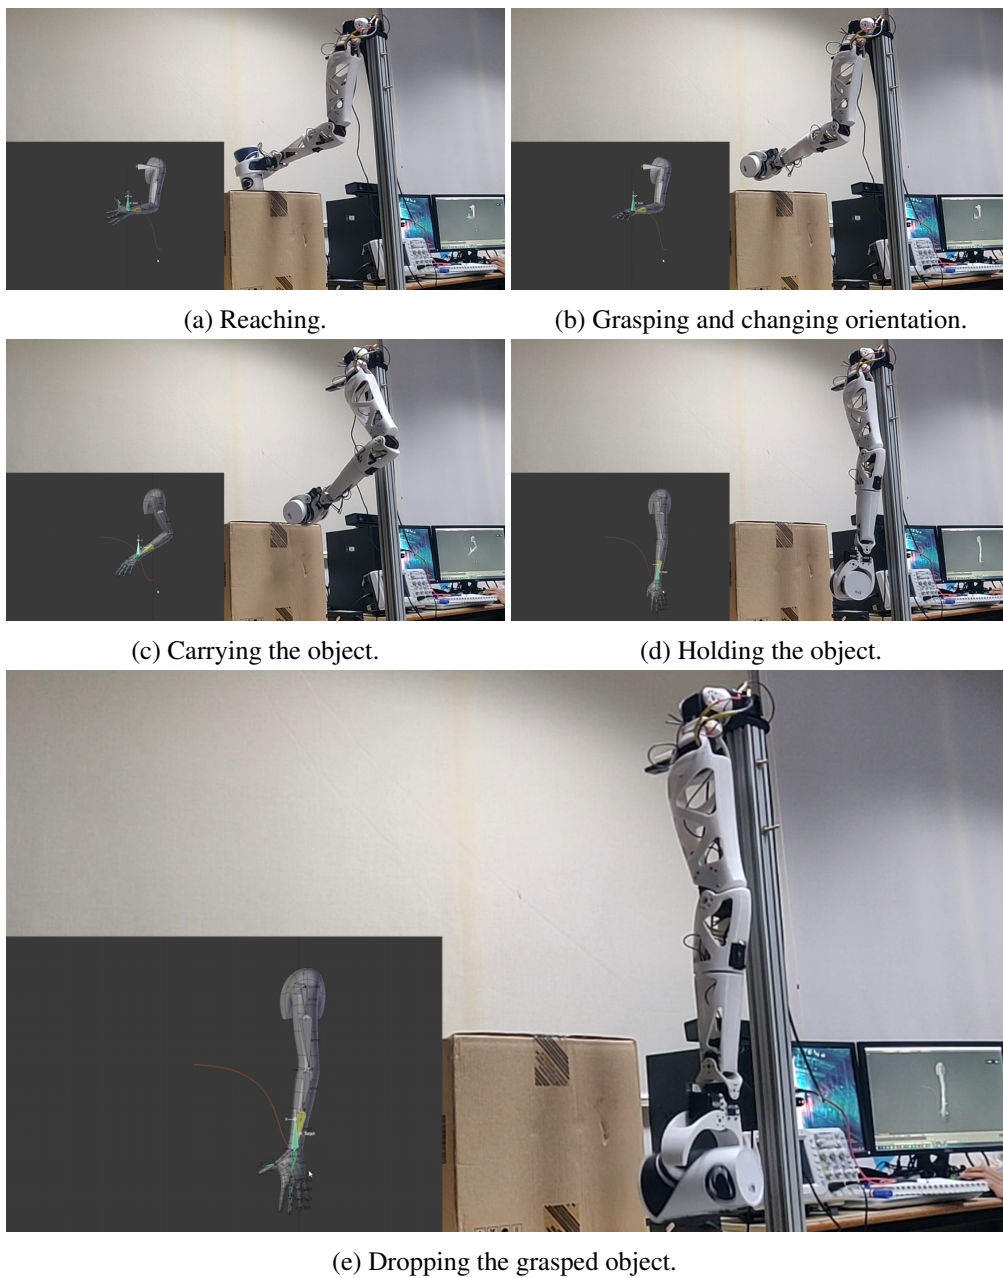 (a) Reaching.
(b) Grasping and changing orientation.
(c) Carrying the object.
(d) Holding the object.
(e) Dropping the grasped object.